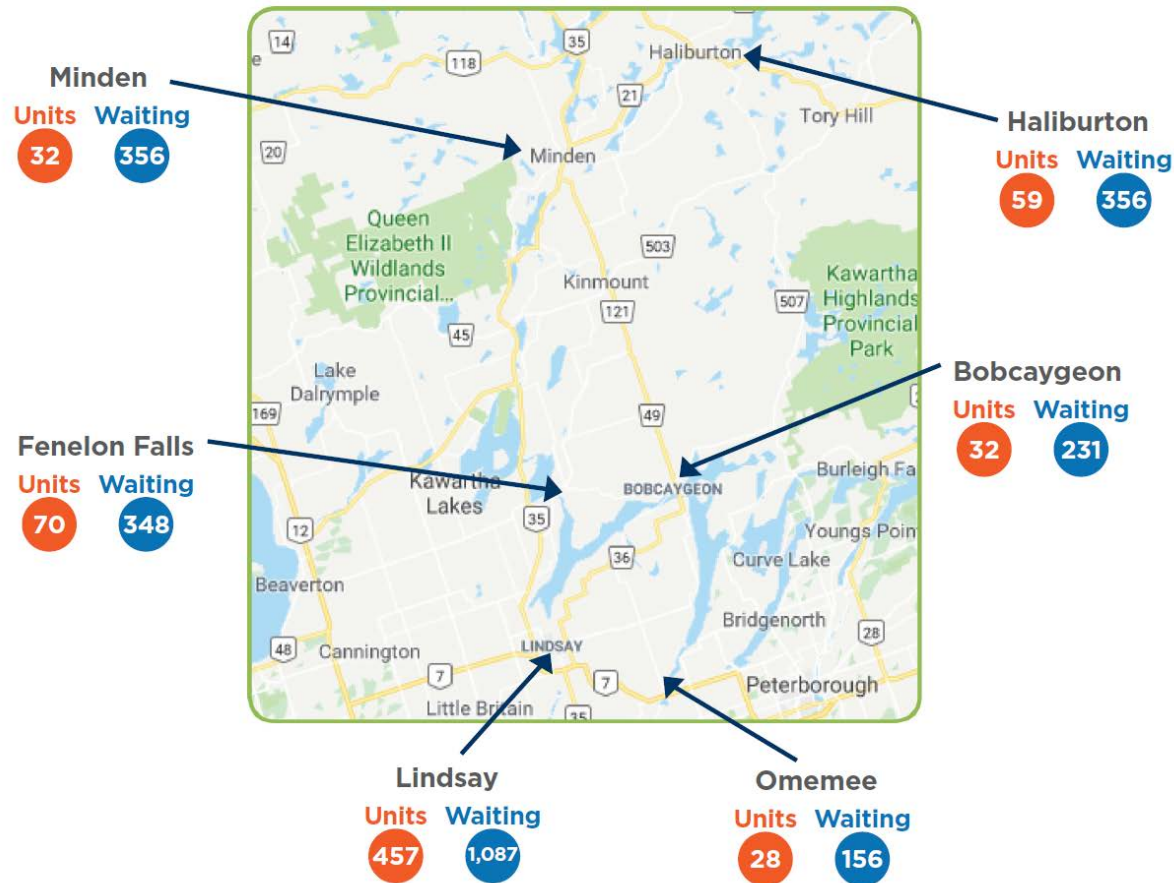 14
35
Haliburton
118
e
21
Tory Hill
20
Minden
Queen
Elizabeth II
Wildlands
Provincial...
503
Kinmount
Kawartha
Highlands
Provincial
Park
507
121
45
Lake
Dalrymple
169
49
Kawartha
Lakes
BOBCAYGEON
Burleigh Fa
35
12
Youngs Poin
36
Curve Lake
Beaverton
Bridgenorth
28
48
Cannington
LINDSAY
7
7
Peterborough
Little Britain
35
Minden
Units Waiting
32 356
Haliburton
Units Waiting
59 356
Bobcaygeon
Units Waiting
32 231
Fenelon Falls
Units Waiting
70 348
Lindsay
Units Waiting
457 1,087
Omemee
Units Waiting
28 156